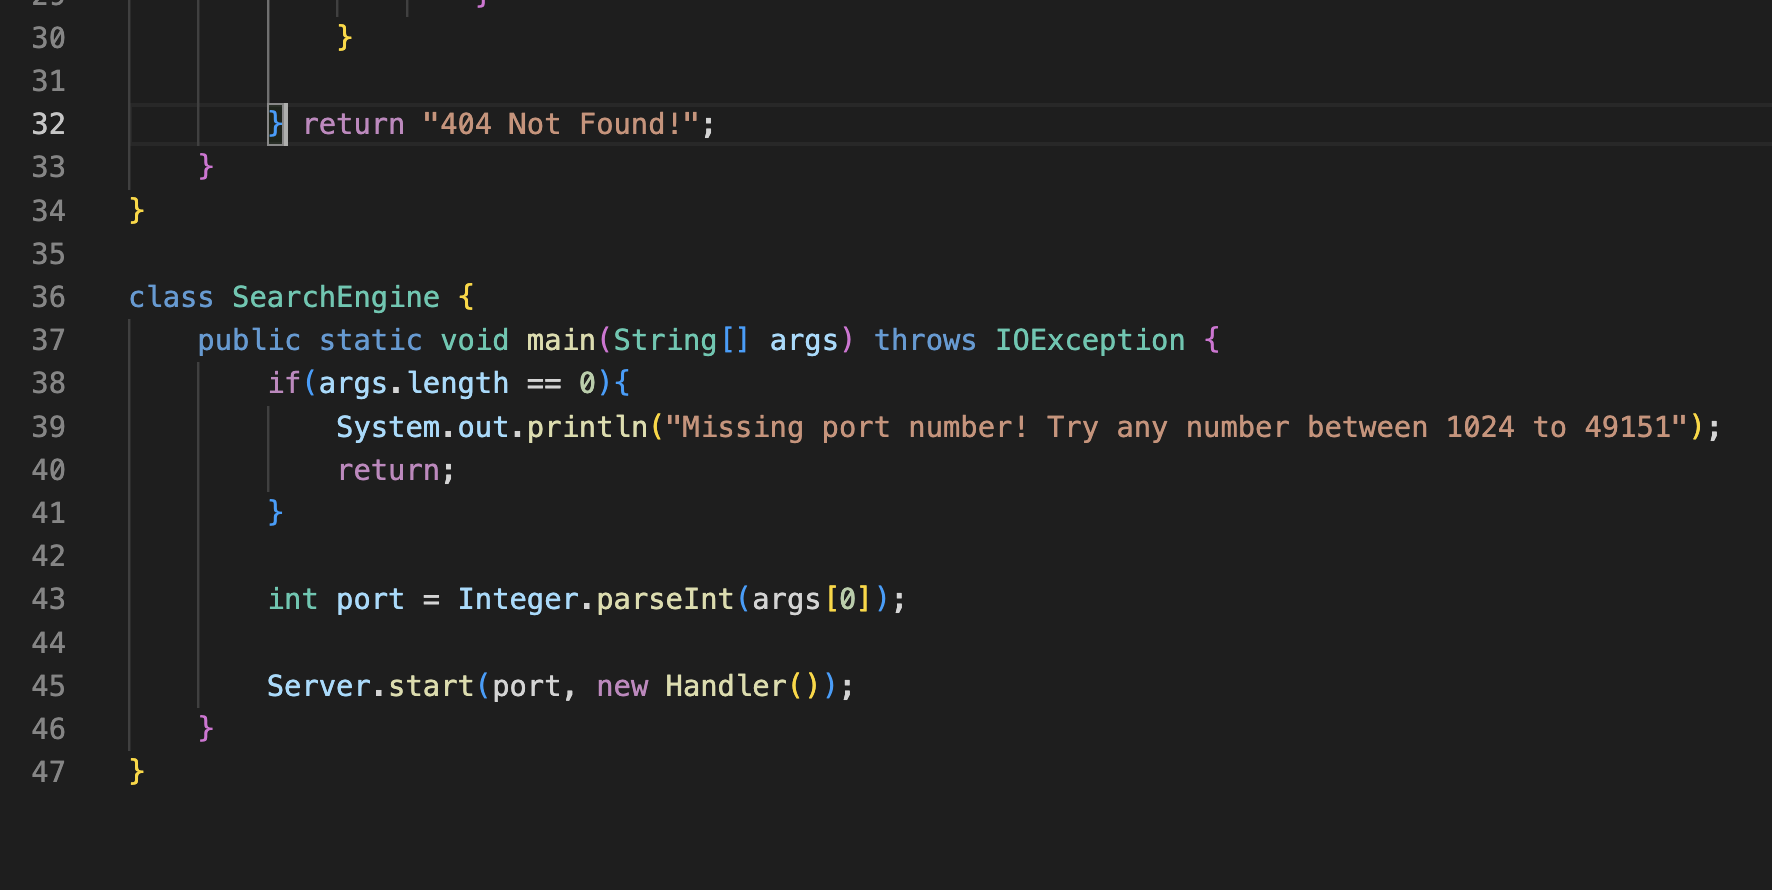 29 }
30 }
31
32 } return "404 Not Found!";
33 }
34 }
35
36 class SearchEngine {
37 public static void main(String[] args) throws IOException {
38 if(args.length == 0){
39 System.out.println("Missing port number! Try any number between 1024 to 49151");
40 return;
41 }
42
43 int port = Integer.parseInt(args[0]);
44
45 Server.start(port, new Handler());
46 }
47 }